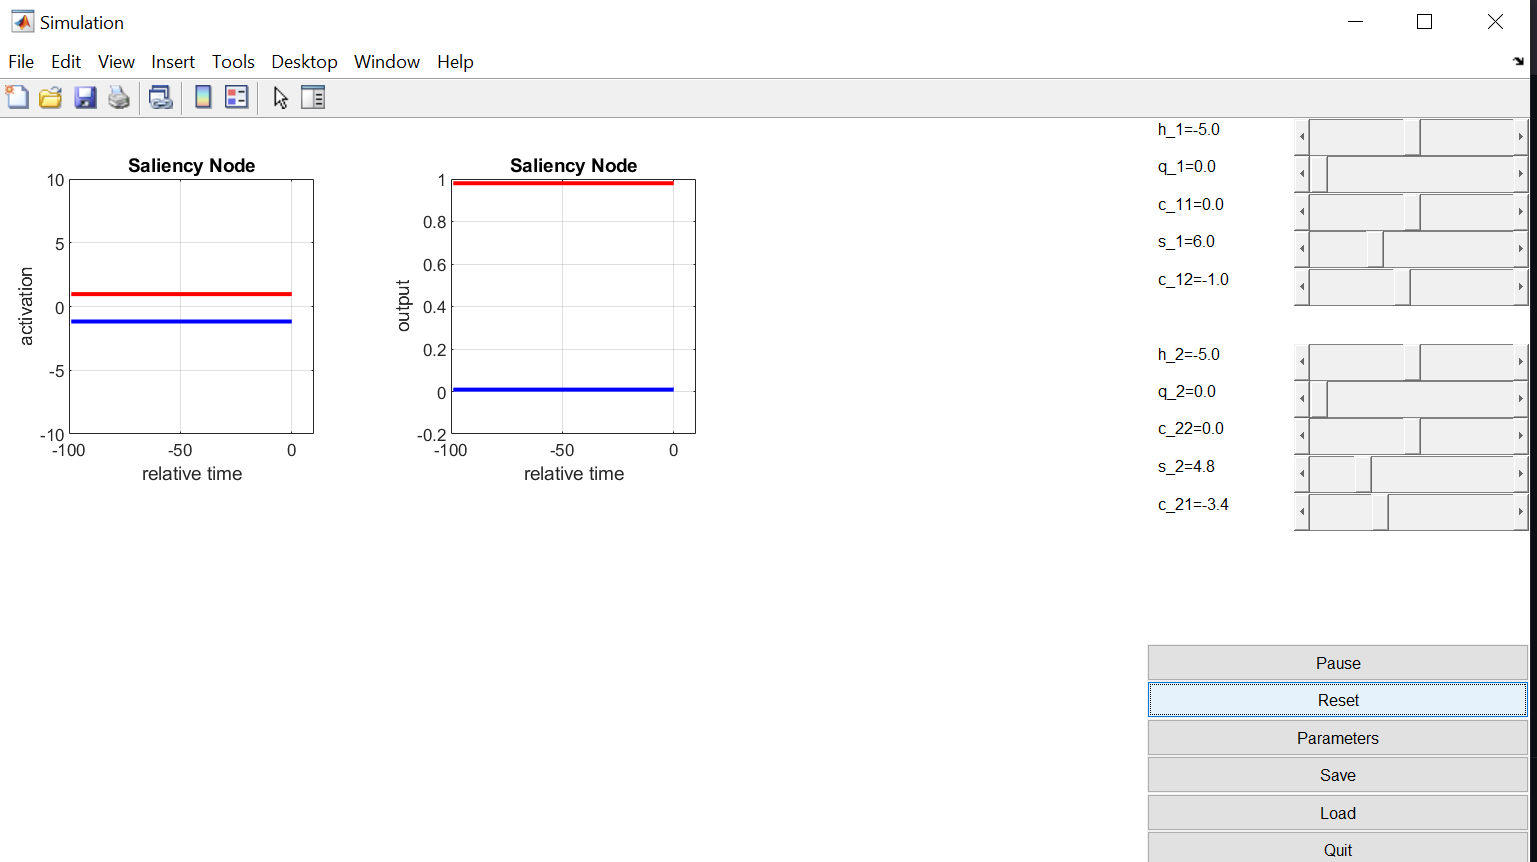 Simulation
File Edit View Insert Tools Desktop Window Help
Saliency Node
10
5
0
-5
-10
-100 -50 0
activation
relative time
Saliency Node
1
0.8
0.6
0.4
0.2
0
-0.2
-100 -50 0
output
relative time
h_1=-5.0
q_1=0.0
c_11=0.0
s_1=6.0
c_12=-1.0
h_2=-5.0
q_2=0.0
c_22=0.0
s_2=4.8
c_21=-3.4
Pause
Reset
Parameters
Save
Load
Quit